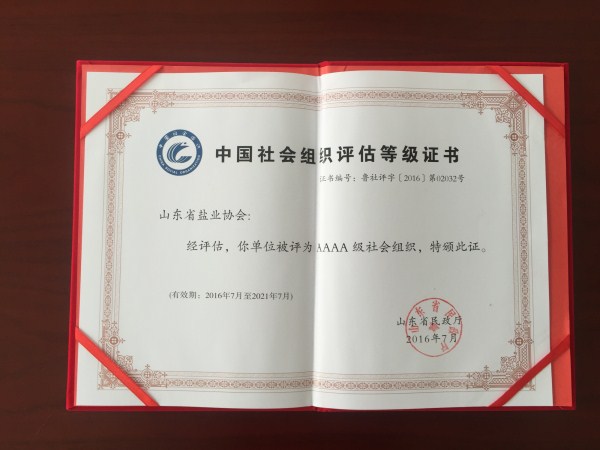 中国社会组织评估等级证书
证书编号：鲁社评字〔2016〕第02032号
山东省盐业协会：
经评估，你单位被评为AAAA 级社会组织，特颁此证。
(有效期：2016年7月至2021年7月)
山东省民政厅
2016年7月